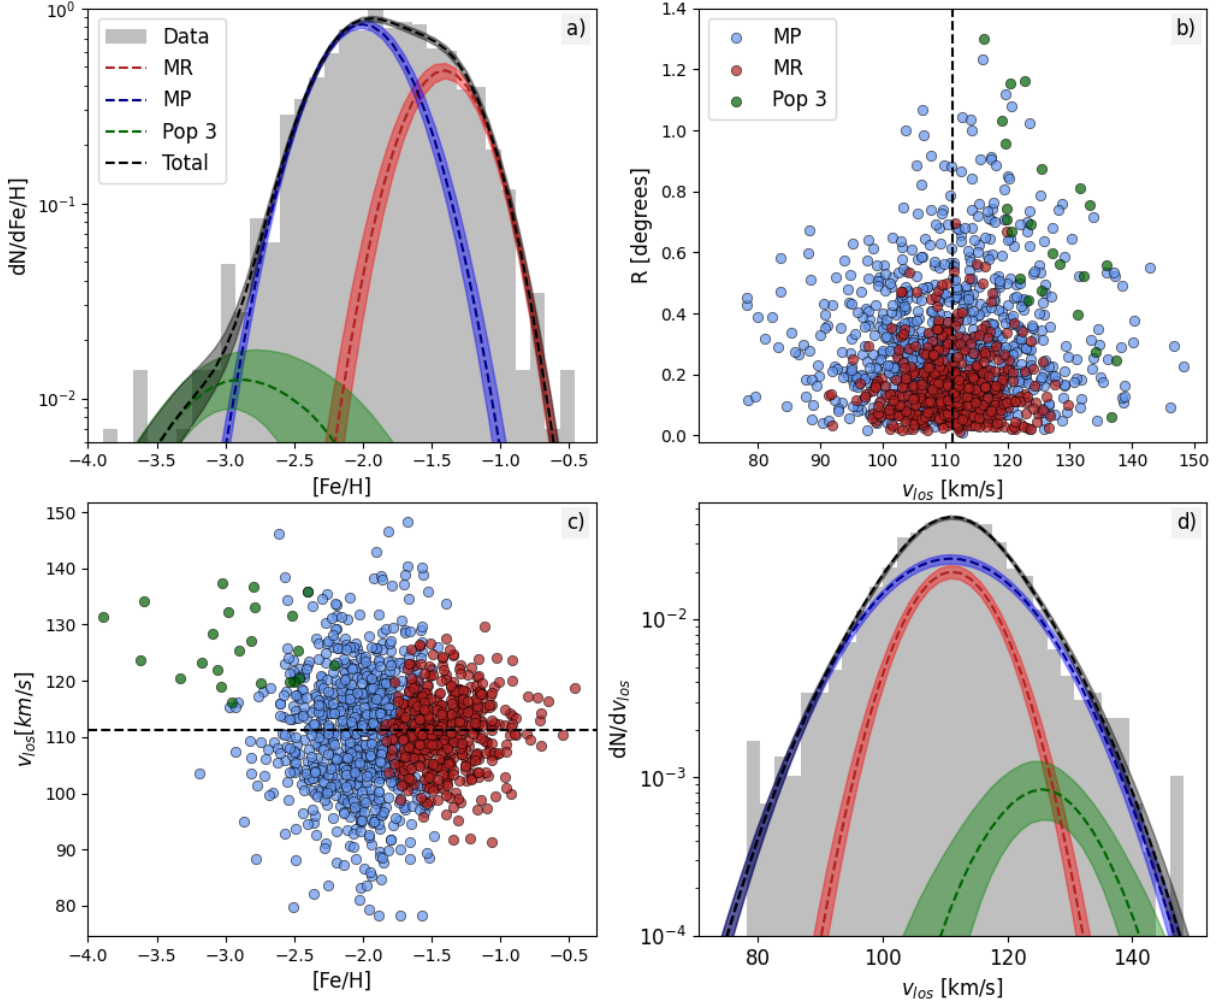 a)
Data
MR
MP
Pop 3
Total
dN/dFe/H]
10⁰
10⁻¹
10⁻²
−4.0 −3.5 −3.0 −2.5 −2.0 −1.5 −1.0 −0.5
[Fe/H]
b)
MP
MR
Pop 3
R [degrees]
1.4
1.2
1.0
0.8
0.6
0.4
0.2
0.0
80 90 100 110 120 130 140 150
v_los [km/s]
c)
v_los[km/s]
150
140
130
120
110
100
90
80
−4.0 −3.5 −3.0 −2.5 −2.0 −1.5 −1.0 −0.5
[Fe/H]
d)
dN/dv_los
10⁻²
10⁻³
10⁻⁴
80 100 120 140
v_los [km/s]